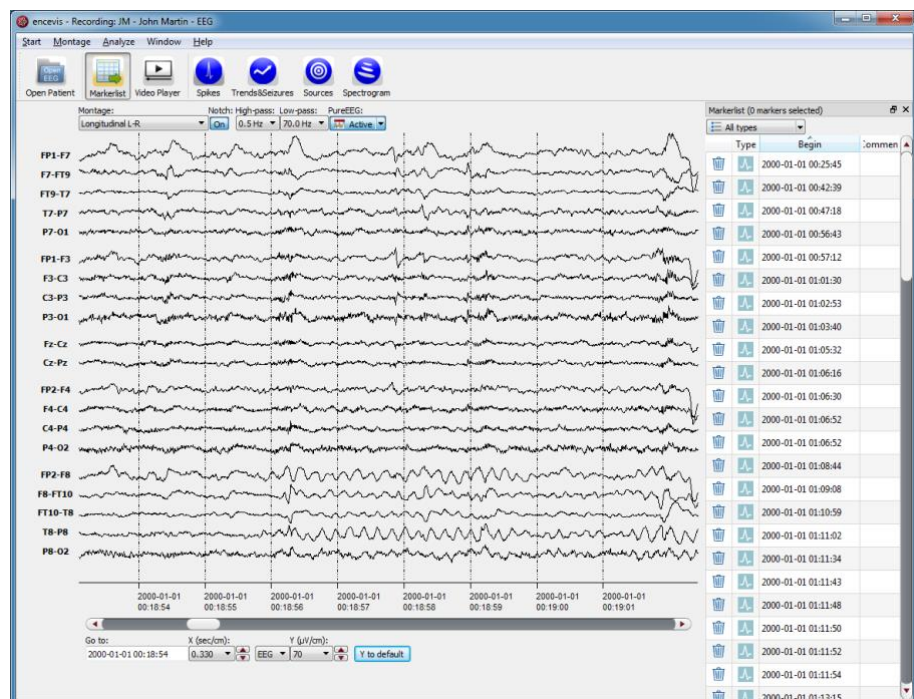 encevis - Recording: JM - John Martin - EEG
Start Montage Analyze Window Help
Open EEG
Open Patient Markerlist Video Player Spikes Trends&Seizures Sources Spectrogram
Montage: Notch: High-pass: Low-pass: PureEEG:
Longitudinal L-R On 0.5 Hz 70.0 Hz Active
FP1-F7
F7-FT9
FT9-T7
T7-P7
P7-O1
FP1-F3
F3-C3
C3-P3
P3-O1
Fz-Cz
Cz-Pz
FP2-F4
F4-C4
C4-P4
P4-O2
FP2-F8
F8-FT10
FT10-T8
T8-P8
P8-O2
2000-01-01 2000-01-01 2000-01-01 2000-01-01 2000-01-01 2000-01-01 2000-01-01 2000-01-01
00:18:54 00:18:55 00:18:56 00:18:57 00:18:58 00:18:59 00:19:00 00:19:01
Go to: X (sec/cm): Y (µV/cm):
2000-01-01 00:18:54 0.330 EEG 70 Y to default
Markerlist (0 markers selected)
All types
Type Begin Commen
2000-01-01 00:25:45
2000-01-01 00:42:39
2000-01-01 00:47:18
2000-01-01 00:56:43
2000-01-01 00:57:12
2000-01-01 01:01:30
2000-01-01 01:02:53
2000-01-01 01:03:40
2000-01-01 01:05:32
2000-01-01 01:06:16
2000-01-01 01:06:30
2000-01-01 01:06:52
2000-01-01 01:06:52
2000-01-01 01:08:44
2000-01-01 01:09:08
2000-01-01 01:10:59
2000-01-01 01:11:02
2000-01-01 01:11:34
2000-01-01 01:11:43
2000-01-01 01:11:48
2000-01-01 01:11:50
2000-01-01 01:11:52
2000-01-01 01:11:54
2000-01-01 01:13:15